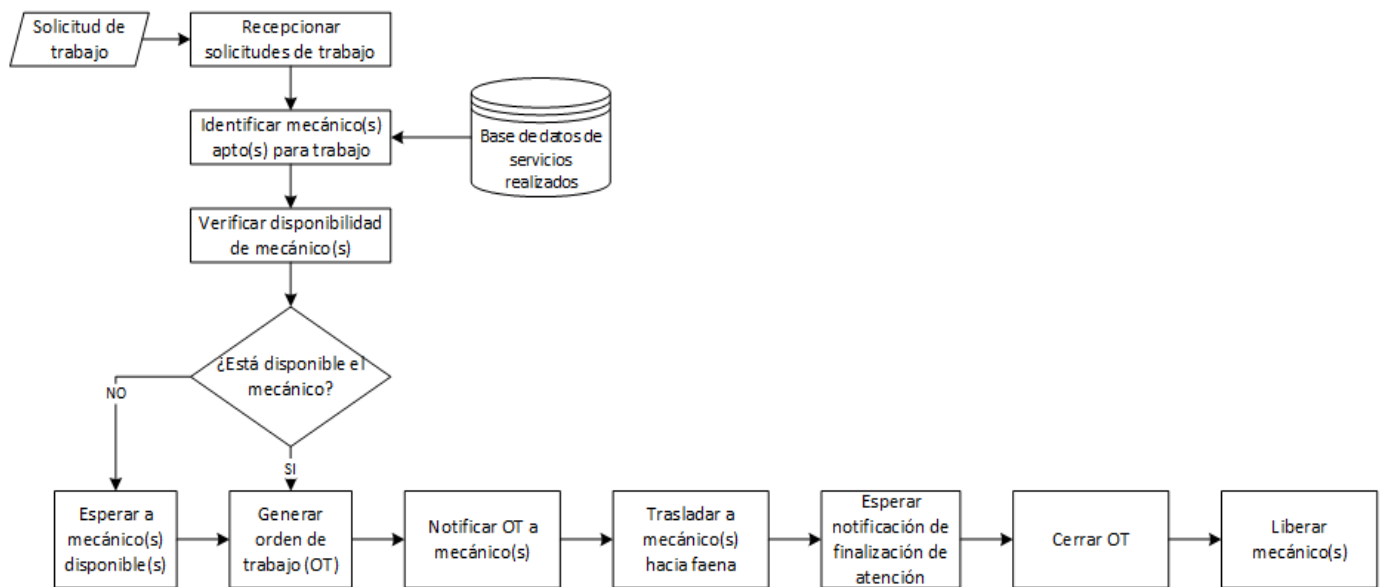 Solicitud de
trabajo
Recepcionar
solicitudes de trabajo
Identificar mecánico(s)
apto(s) para trabajo
Base de datos de
servicios
realizados
Verificar disponibilidad
de mecánico(s)
¿Está disponible el
mecánico?
NO
SI
Esperar a
mecánico(s)
disponible(s)
Generar
orden de
trabajo (OT)
Notificar OT a
mecánico(s)
Trasladar a
mecánico(s)
hacia faena
Esperar
notificación de
finalización de
atención
Cerrar OT
Liberar
mecánico(s)